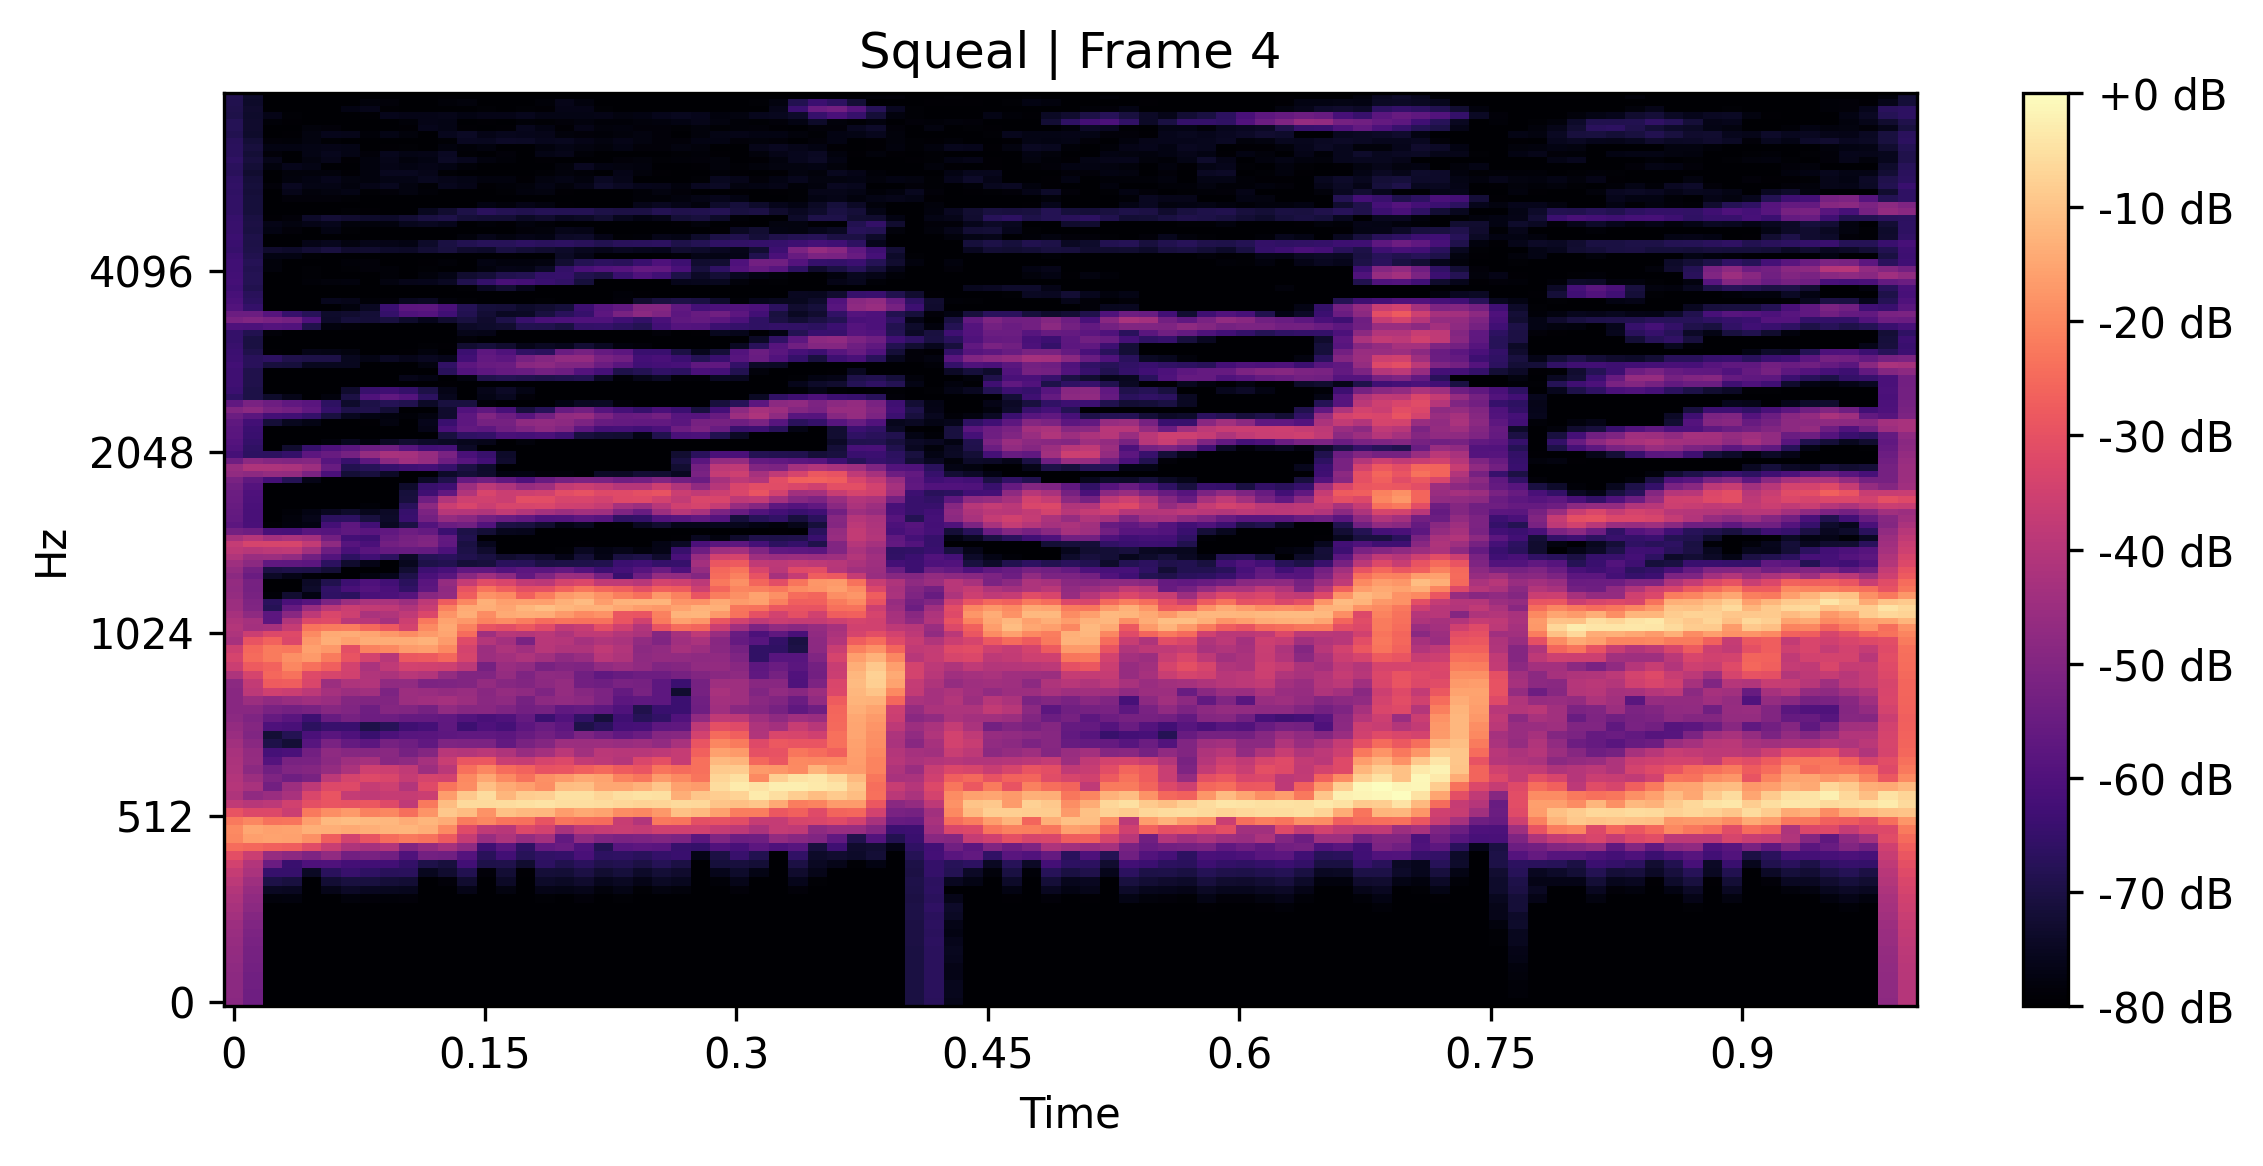 Squeal | Frame 4
Hz
4096
2048
1024
512
0
0 0.15 0.3 0.45 0.6 0.75 0.9
Time
+0 dB
-10 dB
-20 dB
-30 dB
-40 dB
-50 dB
-60 dB
-70 dB
-80 dB